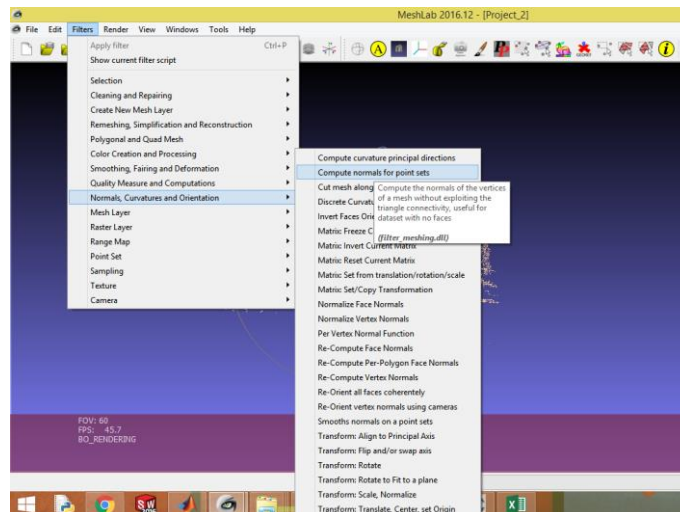 MeshLab 2016.12 - [Project_2]
File Edit Filters Render View Windows Tools Help
Apply filter Ctrl+P
Show current filter script
Selection
Cleaning and Repairing
Create New Mesh Layer
Remeshing, Simplification and Reconstruction
Polygonal and Quad Mesh
Color Creation and Processing
Smoothing, Fairing and Deformation
Quality Measure and Computations
Normals, Curvatures and Orientation
Mesh Layer
Raster Layer
Range Map
Point Set
Sampling
Texture
Camera
Compute curvature principal directions
Compute normals for point sets
Cut mesh along
Discrete Curvatu
Invert Faces Orie
Matrix: Freeze C
Matrix: Invert Current Matrix
Matrix: Reset Current Matrix
Matrix: Set from translation/rotation/scale
Matrix: Set/Copy Transformation
Normalize Face Normals
Normalize Vertex Normals
Per Vertex Normal Function
Re-Compute Face Normals
Re-Compute Per-Polygon Face Normals
Re-Compute Vertex Normals
Re-Orient all faces coherentely
Re-Orient vertex normals using cameras
Smooths normals on a point sets
Transform: Align to Principal Axis
Transform: Flip and/or swap axis
Transform: Rotate
Transform: Rotate to Fit to a plane
Transform: Scale, Normalize
Transform: Translate, Center, set Origin
Compute the normals of the vertices
of a mesh without exploiting the
triangle connectivity, useful for
dataset with no faces
(filter_meshing.dll)
FOV: 60
FPS: 45.7
BO_RENDERING